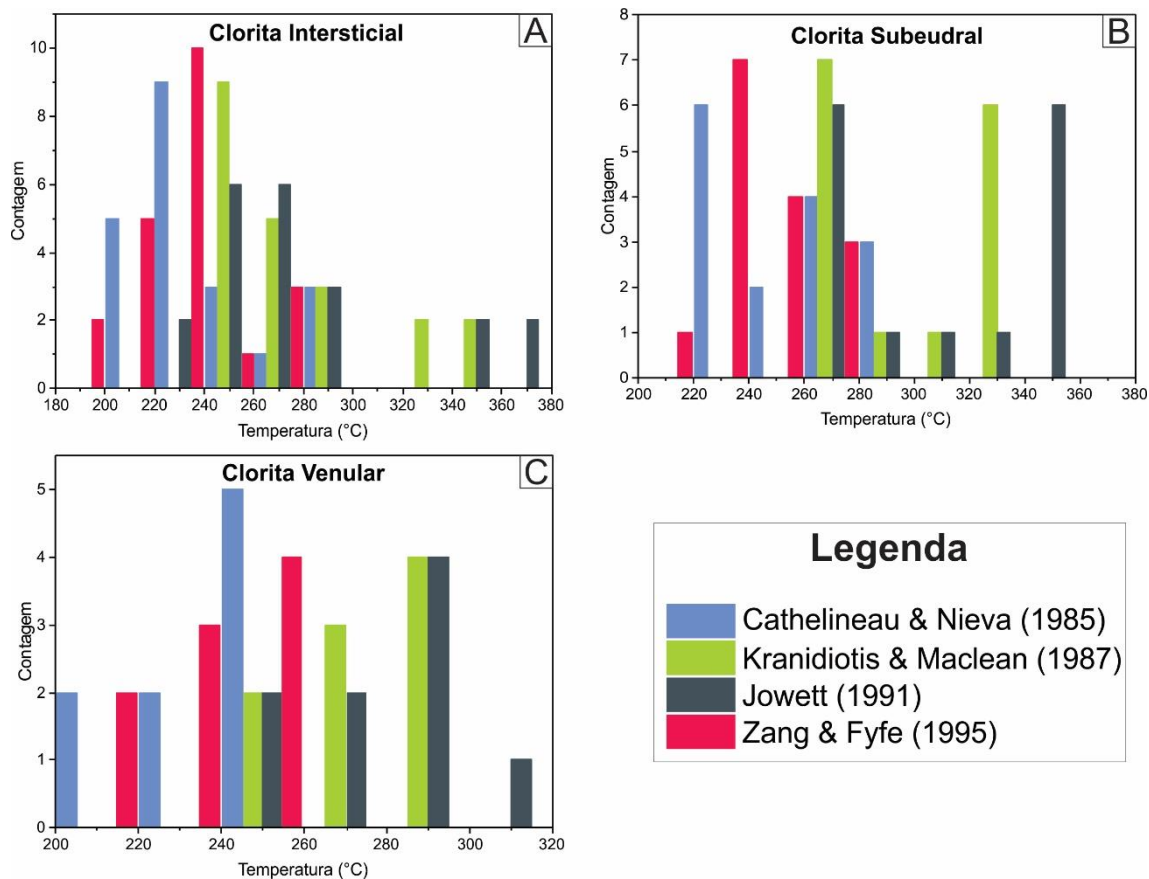 Clorita Intersticial
A
Contagem
10
8
6
4
2
0
180 200 220 240 260 280 300 320 340 360 380
Temperatura (°C)
Clorita Subeudral
B
Contagem
8
7
6
5
4
3
2
1
0
200 220 240 260 280 300 320 340 360 380
Temperatura (°C)
Clorita Venular
C
Contagem
5
4
3
2
1
0
200 220 240 260 280 300 320
Temperatura (°C)
Legenda
Cathelineau & Nieva (1985)
Kranidiotis & Maclean (1987)
Jowett (1991)
Zang & Fyfe (1995)